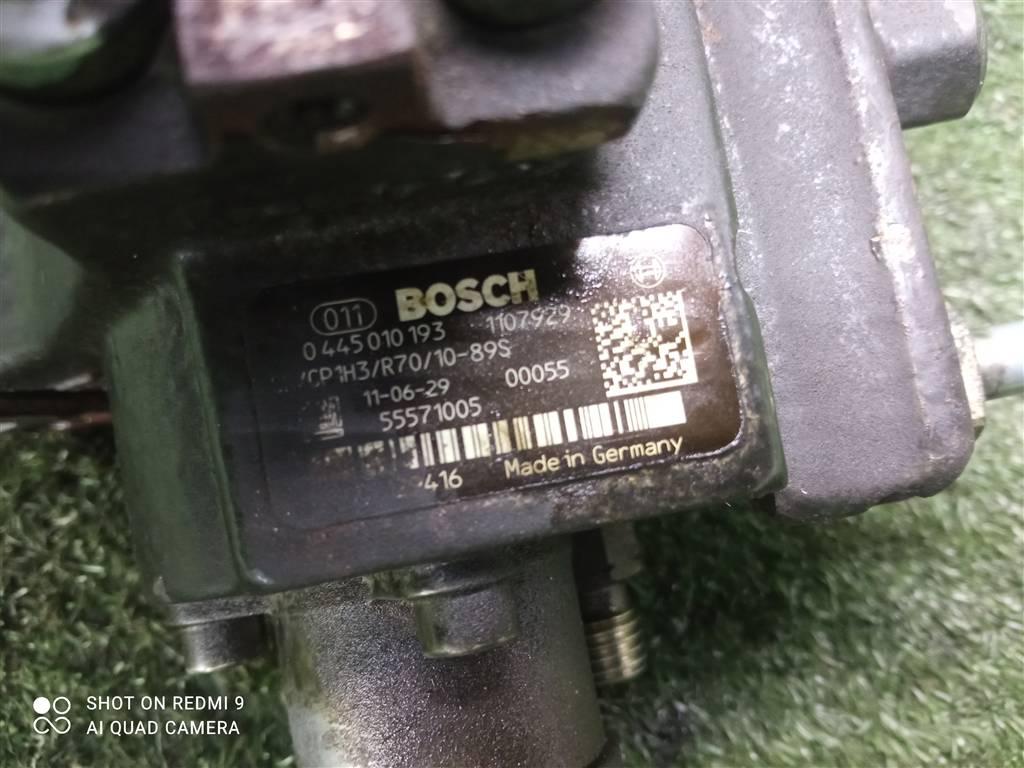 011 BOSCH
0 445 010 193 1107929
/CP1H3/R70/10-89S
11-06-29 00055
55571005
416 Made in Germany
SHOT ON REDMI 9
AI QUAD CAMERA